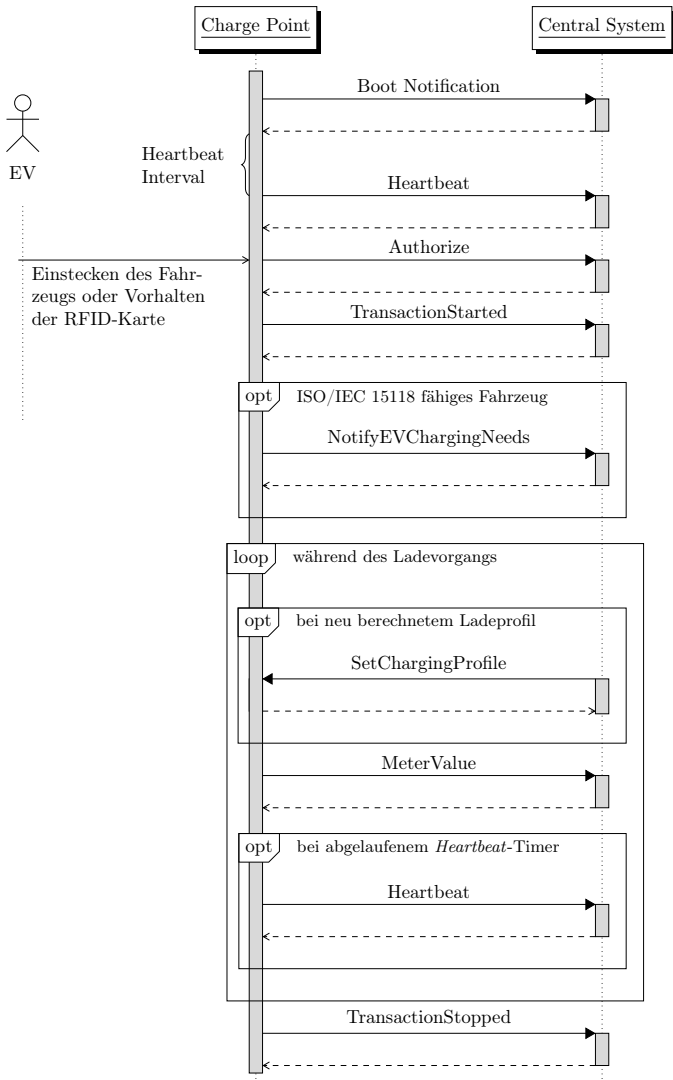 Charge Point
Central System
Boot Notification
EV
Heartbeat
Interval
Heartbeat
Authorize
Einstecken des Fahr-
zeugs oder Vorhalten
der RFID-Karte
TransactionStarted
opt
ISO/IEC 15118 fähiges Fahrzeug
NotifyEVChargingNeeds
loop
während des Ladevorgangs
opt
bei neu berechnetem Ladeprofil
SetChargingProfile
MeterValue
opt
bei abgelaufenem Heartbeat-Timer
Heartbeat
TransactionStopped